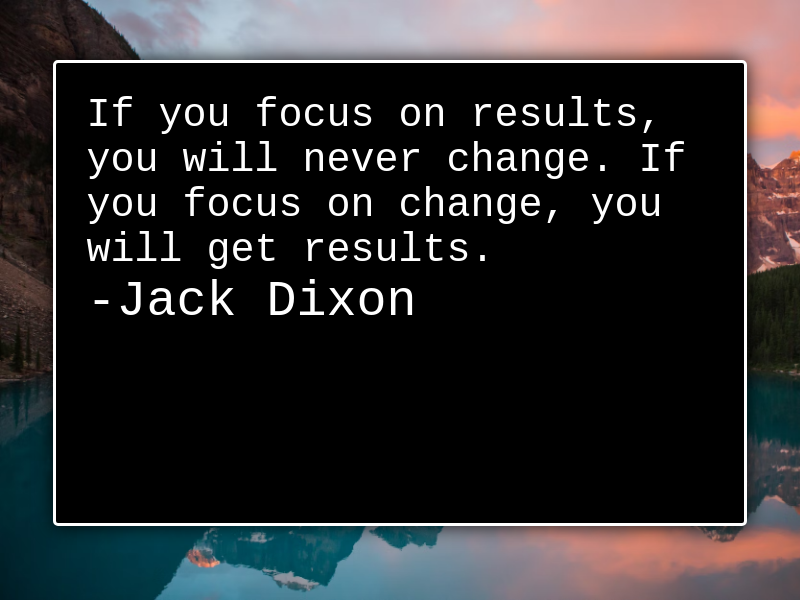 If you focus on results,
you will never change. If
you focus on change, you
will get results.
-Jack Dixon